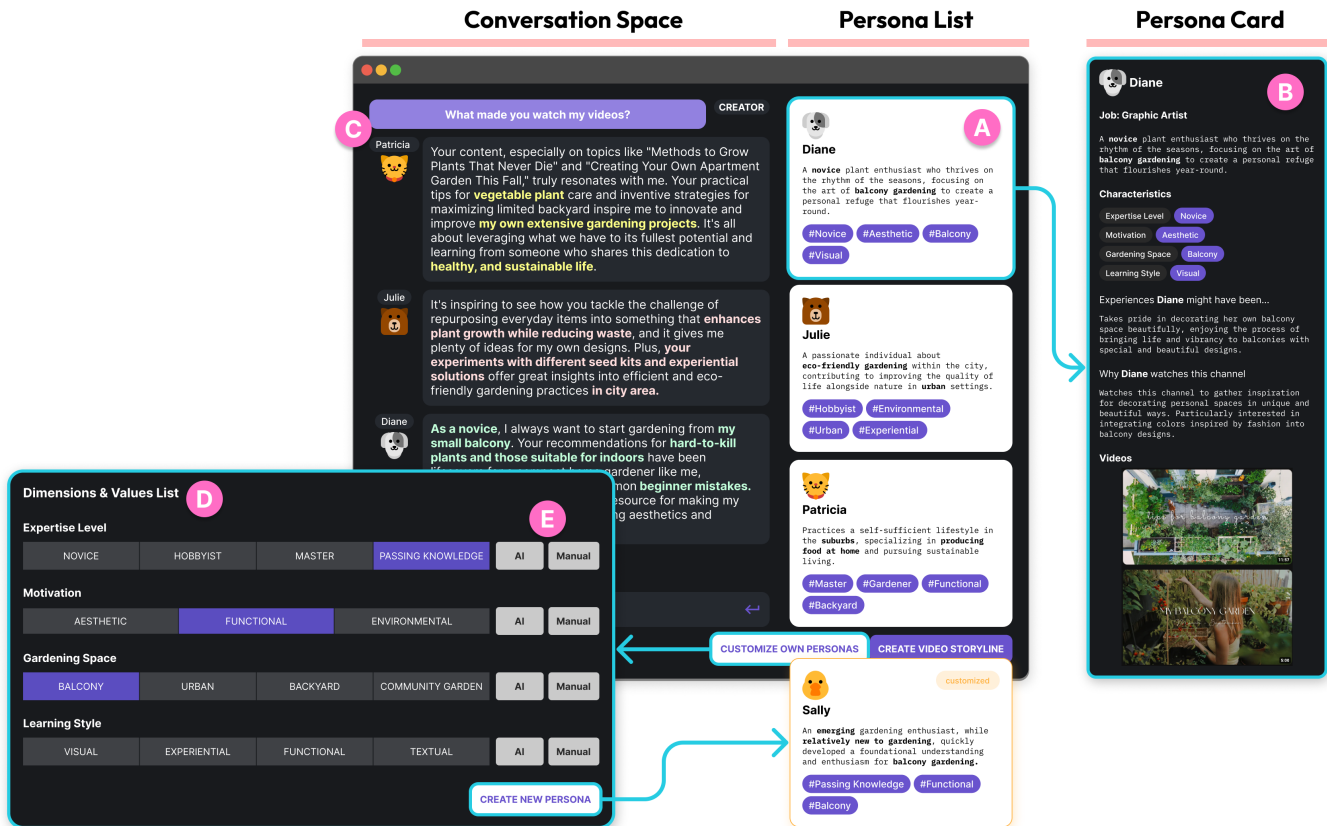 Conversation Space
Persona List
Persona Card
What made you watch my videos?
CREATOR
C
Patricia
Your content, especially on topics like "Methods to Grow
Plants That Never Die" and "Creating Your Own Apartment
Garden This Fall," truly resonates with me. Your practical
tips for vegetable plant care and inventive strategies for
maximizing limited backyard inspire me to innovate and
improve my own extensive gardening projects. It's all
about leveraging what we have to its fullest potential and
learning from someone who shares this dedication to
healthy, and sustainable life.
Julie
It's inspiring to see how you tackle the challenge of
repurposing everyday items into something that enhances
plant growth while reducing waste, and it gives me
plenty of ideas for my own designs. Plus, your
experiments with different seed kits and experiential
solutions offer great insights into efficient and eco-
friendly gardening practices in city area.
Diane
As a novice, I always want to start gardening from my
small balcony. Your recommendations for hard-to-kill
plants and those suitable for indoors have been
gardener like me,
mon beginner mistakes.
esource for making my
ng aesthetics and
A
Diane
A novice plant enthusiast who thrives on
the rhythm of the seasons, focusing on
the art of balcony gardening to create a
personal refuge that flourishes year-
round.
#Novice #Aesthetic #Balcony
#Visual
Julie
A passionate individual about
eco-friendly gardening within the city,
contributing to improving the quality of
life alongside nature in urban settings.
#Hobbyist #Environmental
#Urban #Experiential
Patricia
Practices a self-sufficient lifestyle in
the suburbs, specializing in producing
food at home and pursuing sustainable
living.
#Master #Gardener #Functional
#Backyard
CUSTOMIZE OWN PERSONAS
CREATE VIDEO STORYLINE
customized
Sally
An emerging gardening enthusiast, while
relatively new to gardening, quickly
developed a foundational understanding
and enthusiasm for balcony gardening.
#Passing Knowledge #Functional
#Balcony
B
Diane
Job: Graphic Artist
A novice plant enthusiast who thrives on the
rhythm of the seasons, focusing on the art of
balcony gardening to create a personal refuge
that flourishes year-round.
Characteristics
Expertise Level Novice
Motivation Aesthetic
Gardening Space Balcony
Learning Style Visual
Experiences Diane might have been...
Takes pride in decorating her own balcony
space beautifully, enjoying the process of
bringing life and vibrancy to balconies with
special and beautiful designs.
Why Diane watches this channel
Watches this channel to gather inspiration
for decorating personal spaces in unique and
beautiful ways. Particularly interested in
integrating colors inspired by fashion into
balcony designs.
Videos
tips for balcony garden
11:57
MY BALCONY GARDEN
Dimensions & Values List
D
E
Expertise Level
NOVICE HOBBYIST MASTER PASSING KNOWLEDGE AI Manual
Motivation
AESTHETIC FUNCTIONAL ENVIRONMENTAL AI Manual
Gardening Space
BALCONY URBAN BACKYARD COMMUNITY GARDEN AI Manual
Learning Style
VISUAL EXPERIENTIAL FUNCTIONAL TEXTUAL AI Manual
CREATE NEW PERSONA